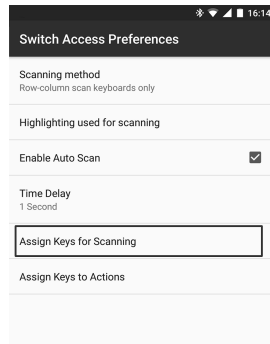 16:14
Switch Access Preferences
Scanning method
Row-column scan keyboards only
Highlighting used for scanning
Enable Auto Scan
Time Delay
1 Second
Assign Keys for Scanning
Assign Keys to Actions